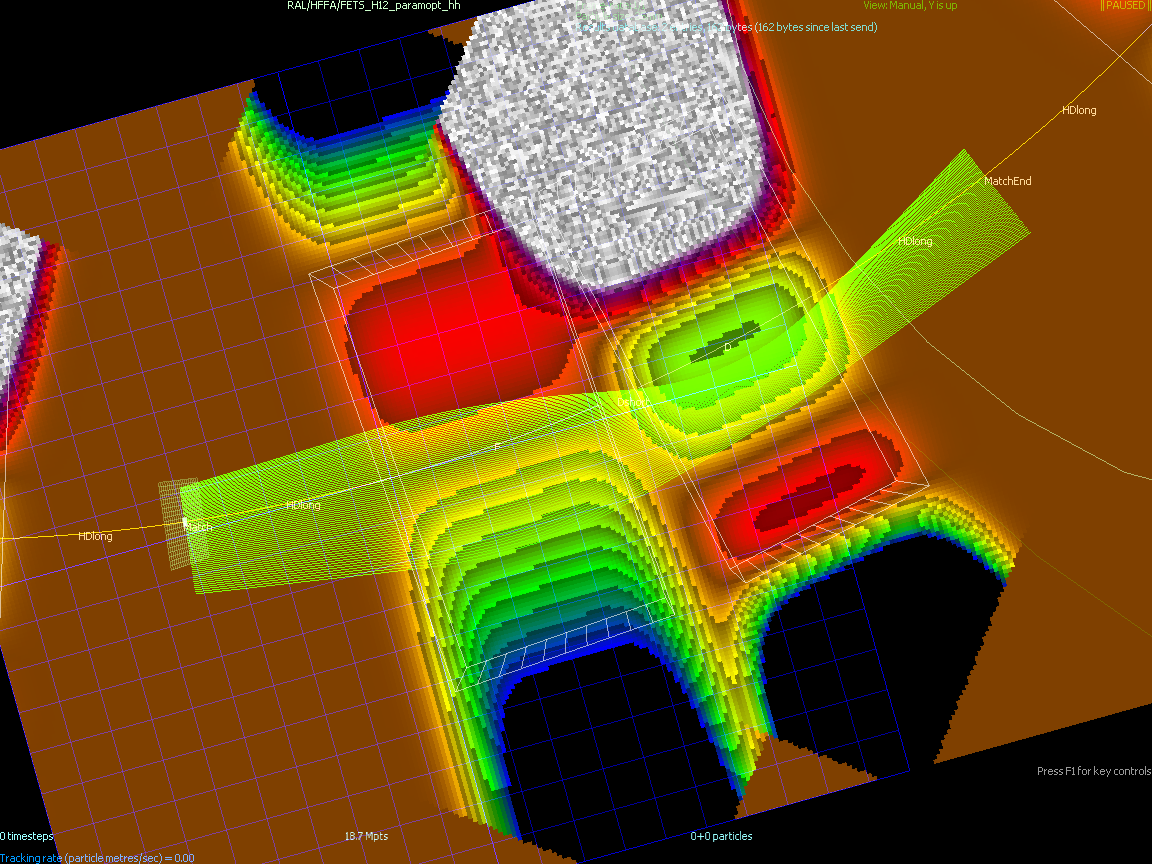 RAL/HFFA/FETS_H12_paramopt_hh
View: Manual, Y is up
|| PAUSED ||
(162 bytes since last send)
HDlong
MatchEnd
HDlong
D
Dshort
F
HDlong
Match
HDlong
Press F1 for key controls
0 timesteps
18.7 Mpts
0+0 particles
Tracking rate (particle metres/sec) = 0.00